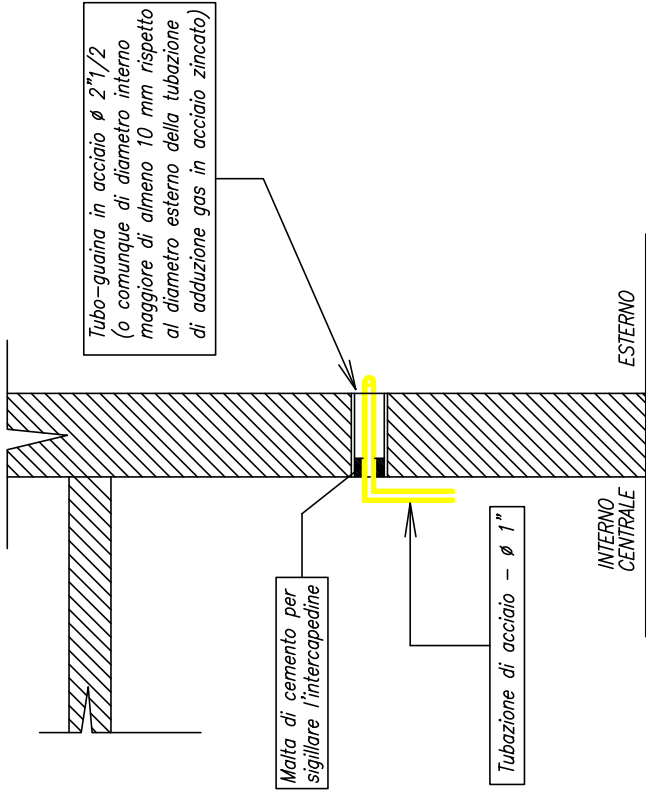 Tubo-guaina in acciaio ø 2"1/2
(o comunque di diametro interno
maggiore di almeno 10 mm rispetto
al diametro esterno della tubazione
di adduzione gas in acciaio zincato)
Malta di cemento per
sigillare l'intercapedine
Tubazione di acciaio - ø 1"
INTERNO
CENTRALE
ESTERNO